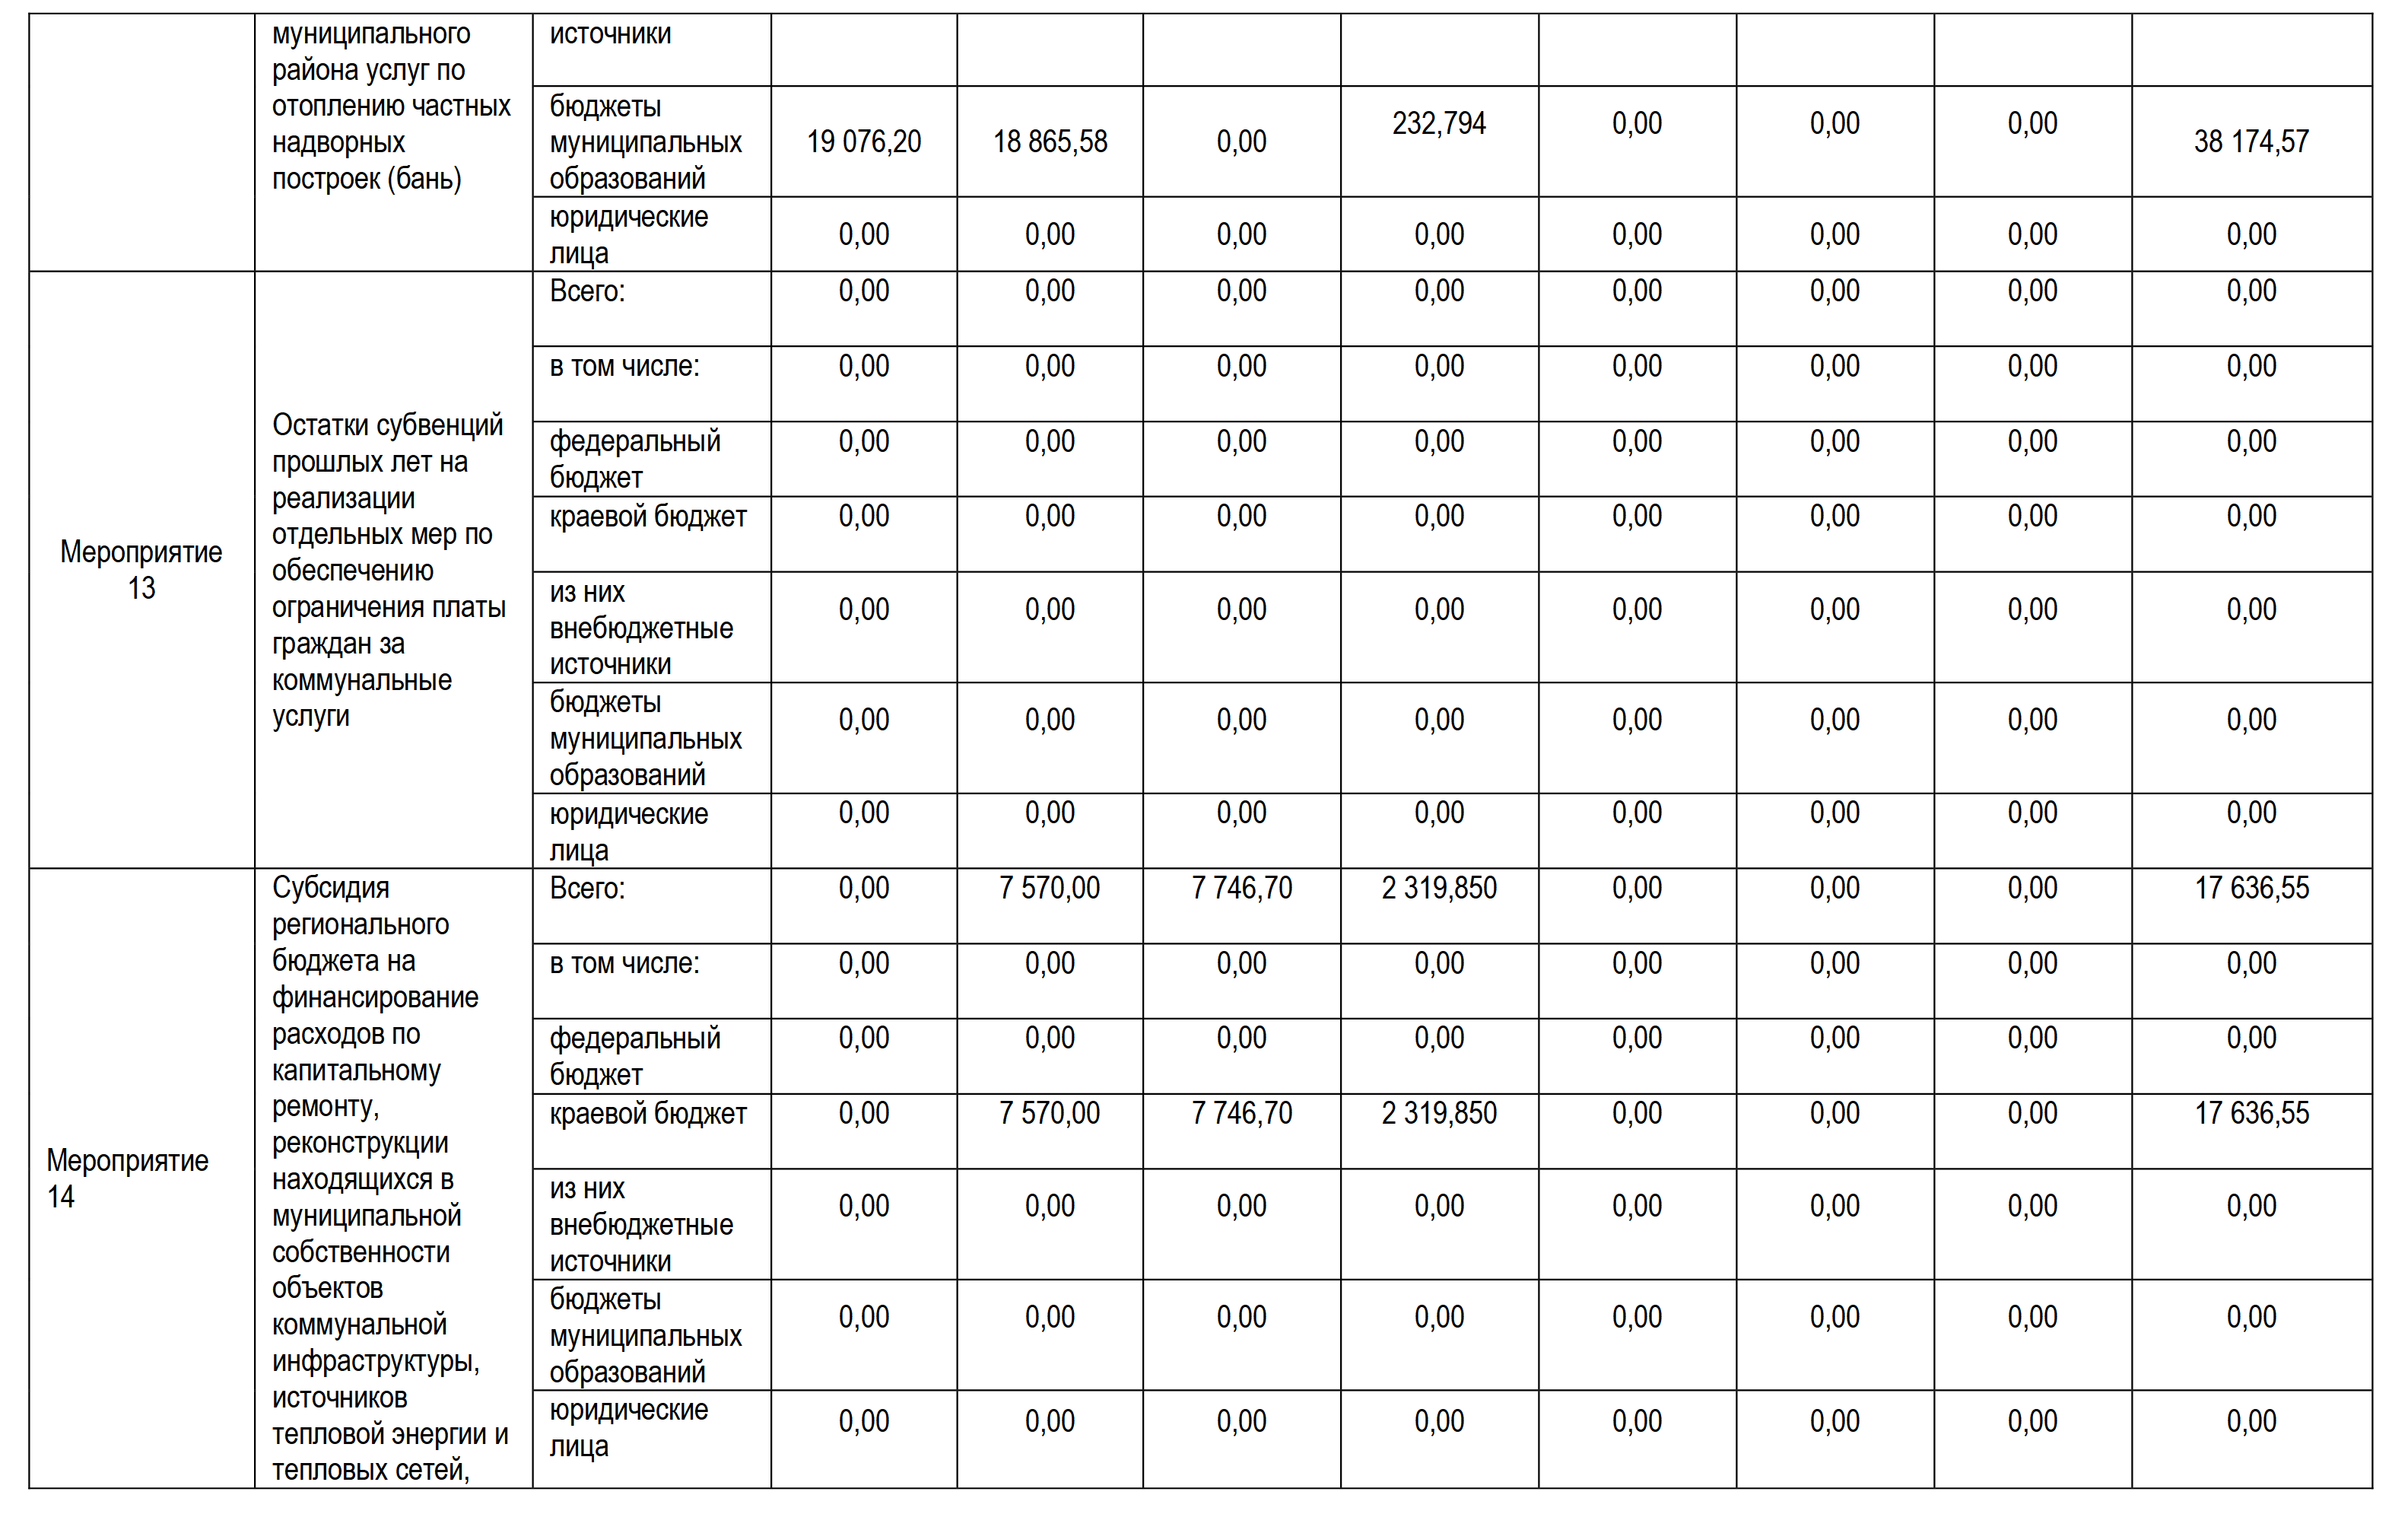 муниципального
района услуг по
отоплению частных
надворных
построек (бань)
источники
бюджеты
муниципальных
образований
19 076,20 18 865,58 0,00 232,794 0,00 0,00 0,00 38 174,57
юридические
лица
0,00 0,00 0,00 0,00 0,00 0,00 0,00 0,00
Мероприятие
13
Остатки субвенций
прошлых лет на
реализации
отдельных мер по
обеспечению
ограничения платы
граждан за
коммунальные
услуги
Всего: 0,00 0,00 0,00 0,00 0,00 0,00 0,00 0,00
в том числе: 0,00 0,00 0,00 0,00 0,00 0,00 0,00 0,00
федеральный
бюджет
0,00 0,00 0,00 0,00 0,00 0,00 0,00 0,00
краевой бюджет 0,00 0,00 0,00 0,00 0,00 0,00 0,00 0,00
из них
внебюджетные
источники
0,00 0,00 0,00 0,00 0,00 0,00 0,00 0,00
бюджеты
муниципальных
образований
0,00 0,00 0,00 0,00 0,00 0,00 0,00 0,00
юридические
лица
0,00 0,00 0,00 0,00 0,00 0,00 0,00 0,00
Мероприятие
14
Субсидия
регионального
бюджета на
финансирование
расходов по
капитальному
ремонту,
реконструкции
находящихся в
муниципальной
собственности
объектов
коммунальной
инфраструктуры,
источников
тепловой энергии и
тепловых сетей,
Всего: 0,00 7 570,00 7 746,70 2 319,850 0,00 0,00 0,00 17 636,55
в том числе: 0,00 0,00 0,00 0,00 0,00 0,00 0,00 0,00
федеральный
бюджет
0,00 0,00 0,00 0,00 0,00 0,00 0,00 0,00
краевой бюджет 0,00 7 570,00 7 746,70 2 319,850 0,00 0,00 0,00 17 636,55
из них
внебюджетные
источники
0,00 0,00 0,00 0,00 0,00 0,00 0,00 0,00
бюджеты
муниципальных
образований
0,00 0,00 0,00 0,00 0,00 0,00 0,00 0,00
юридические
лица
0,00 0,00 0,00 0,00 0,00 0,00 0,00 0,00